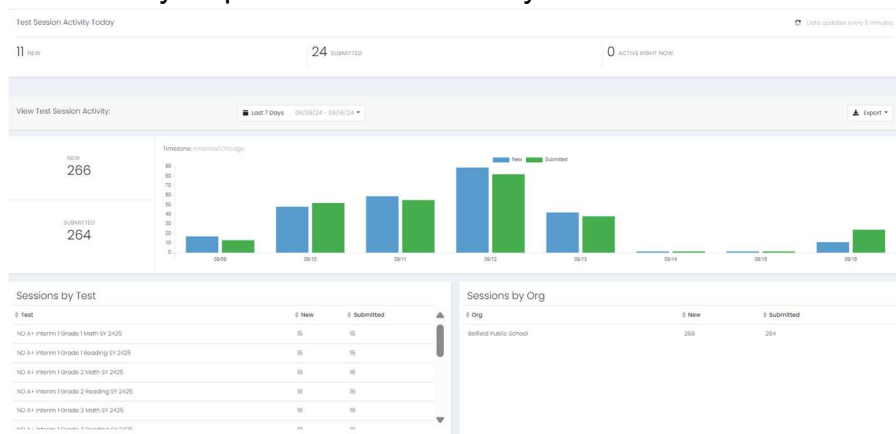 Test Session Activity Today
Data updates every 5 minutes
11 NEW
24 SUBMITTED
0 ACTIVE RIGHT NOW
View Test Session Activity:
Last 7 Days 09/09/24 - 09/16/24
Export
NEW
266
SUBMITTED
264
Timezone: America/Chicago
New Submitted
90
80
70
60
50
40
30
20
10
0
09/09 09/10 09/11 09/12 09/13 09/14 09/15 09/16
Sessions by Test
Test New Submitted
ND A+ Interim 1 Grade 1 Math SY 2425 15 15
ND A+ Interim 1 Grade 1 Reading SY 2425 15 15
ND A+ Interim 1 Grade 2 Math SY 2425 18 18
ND A+ Interim 1 Grade 2 Reading SY 2425 18 18
ND A+ Interim 1 Grade 3 Math SY 2425 19 19
Sessions by Org
Org New Submitted
Belfield Public School 266 264